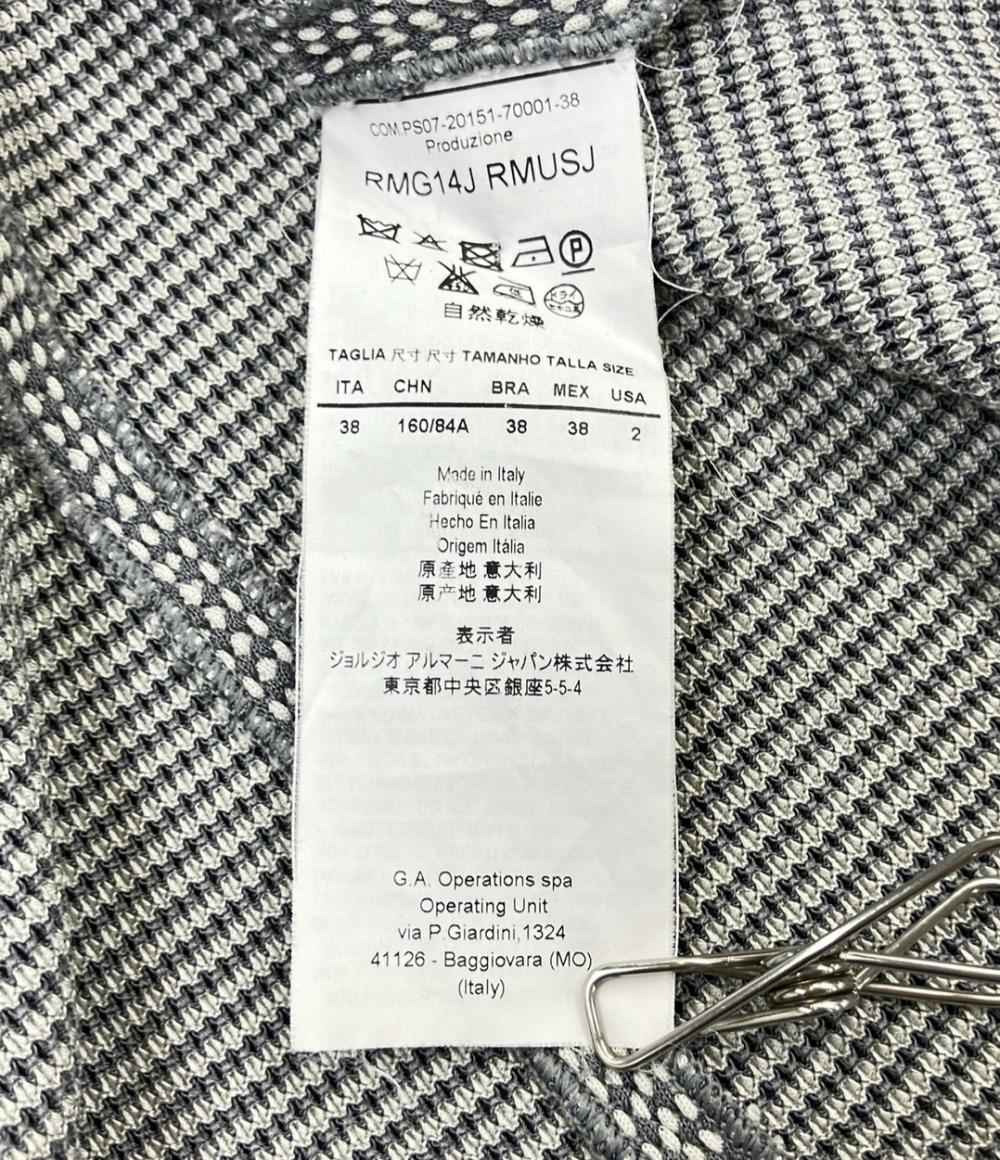 COM.PS07-20151-70001-38
Produzione
RMG14J RMUSJ
P
自然乾燥
TAGLIA 尺寸 尺寸 TAMANHO TALLA SIZE
ITA CHN BRA MEX USA
38 160/84A 38 38 2
Made in Italy
Fabriquè en Italie
Hecho En Italia
Origem Itália
原產地 意大利
原产地 意大利
表示者
ジョルジオ アルマーニ ジャパン株式会社
東京都中央区銀座5-5-4
G.A. Operations spa
Operating Unit
via P.Giardini,1324
41126 - Baggiovara (MO)
(Italy)